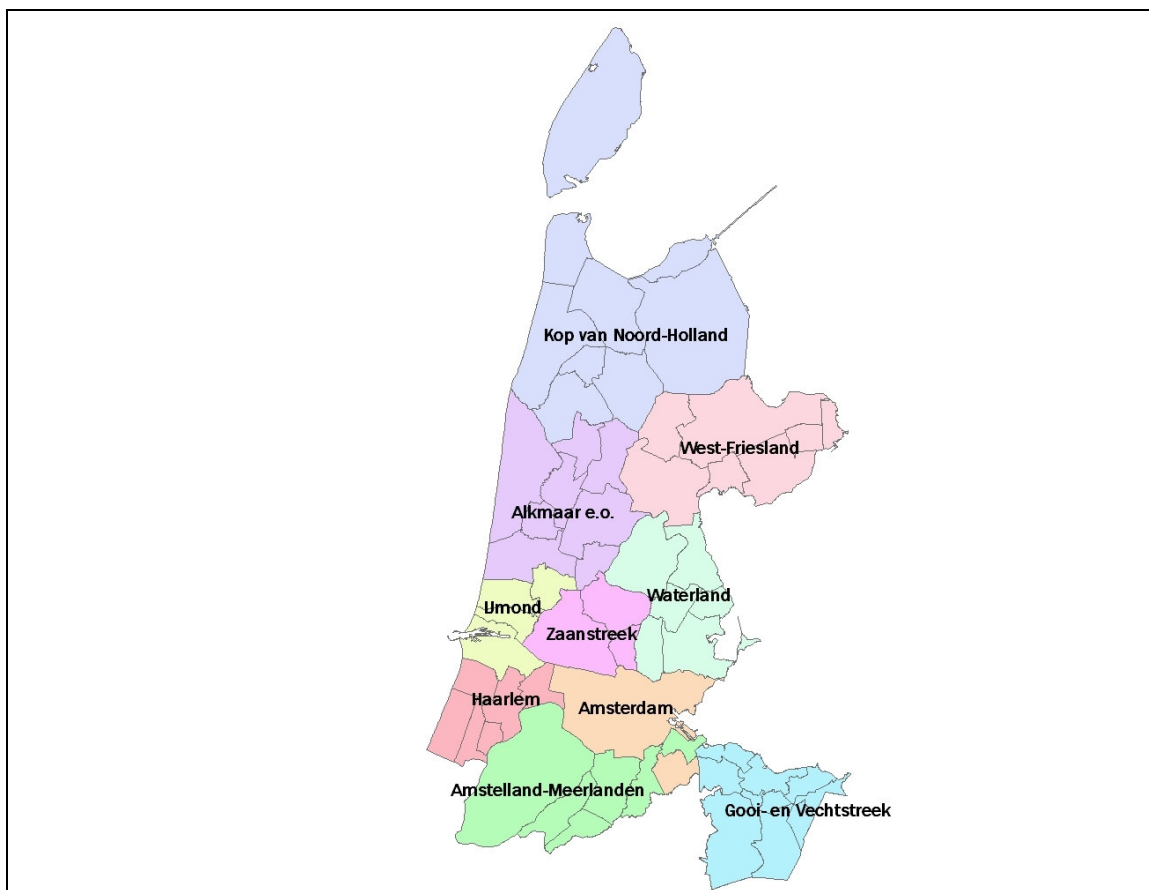 Kop van Noord-Holland
West-Friesland
Alkmaar e.o.
Waterland
IJmond
Zaanstreek
Haarlem
Amsterdam
Amstelland-Meerlanden
Gooi- en Vechtstreek